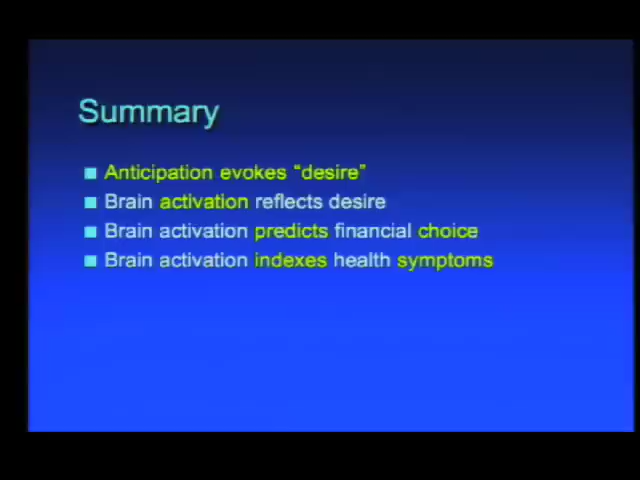 Summary
Anticipation evokes “desire”
Brain activation reflects desire
Brain activation predicts financial choice
Brain activation indexes health symptoms